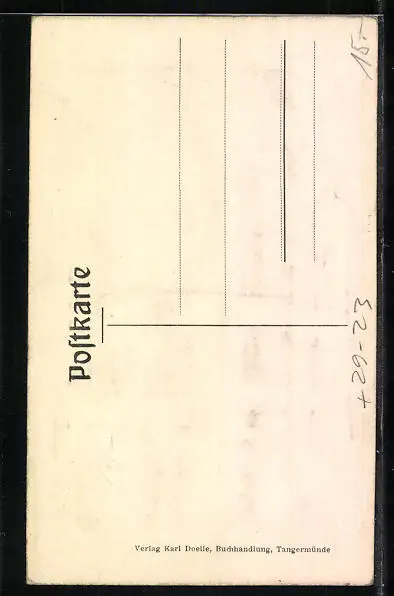 Poſtkarte
15.-
+29-23
Verlag Karl Doelle, Buchhandlung, Tangermünde